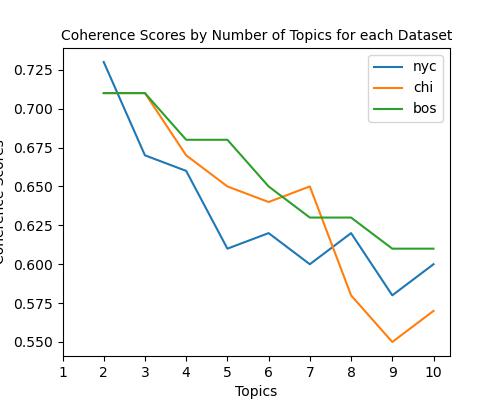 Coherence Scores by Number of Topics for each Dataset
nyc
chi
bos
0.725
0.700
0.675
0.650
0.625
0.600
0.575
0.550
1 2 3 4 5 6 7 8 9 10
Topics